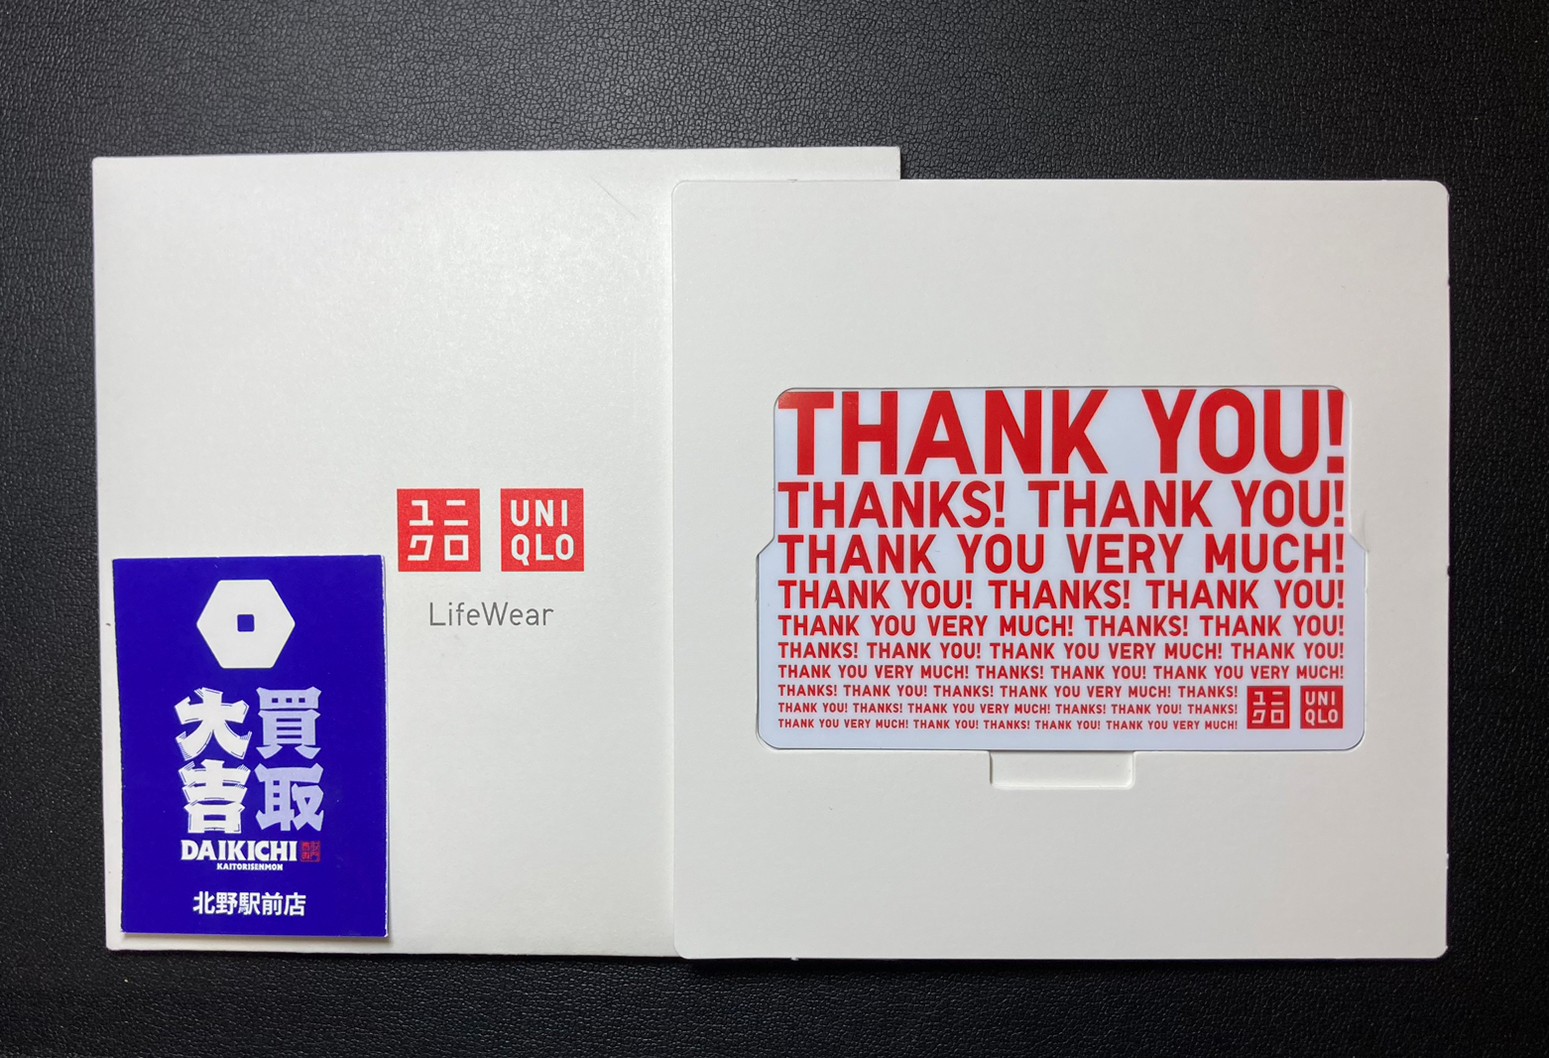 ユニ
クロ
UNI
QLO
LifeWear
買取
大吉
DAIKICHI
KAITORISENMON
北野駅前店
THANK YOU!
THANKS! THANK YOU!
THANK YOU VERY MUCH!
THANK YOU! THANKS! THANK YOU!
THANK YOU VERY MUCH! THANKS! THANK YOU!
THANKS! THANK YOU! THANK YOU VERY MUCH! THANK YOU!
THANK YOU VERY MUCH! THANKS! THANK YOU! THANK YOU VERY MUCH!
THANKS! THANK YOU! THANKS! THANK YOU VERY MUCH! THANKS!
THANK YOU! THANKS! THANK YOU VERY MUCH! THANKS! THANK YOU! THANKS!
THANK YOU VERY MUCH! THANK YOU! THANKS! THANK YOU! THANK YOU VERY MUCH!
ユニ
クロ
UNI
QLO